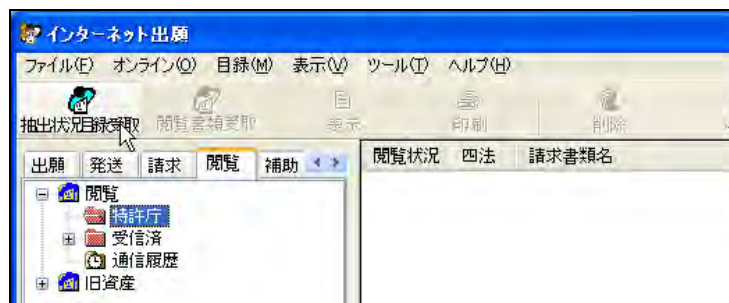 インターネット出願
ファイル(F) オンライン(O) 目録(M) 表示(V) ツール(T) ヘルプ(H)
抽出状況目録受取 閲覧書類受取 表示 印刷 削除
出願 発送 請求 閲覧 補助
閲覧状況 四法 請求書類名
閲覧
特許庁
受信済
通信履歴
旧資産